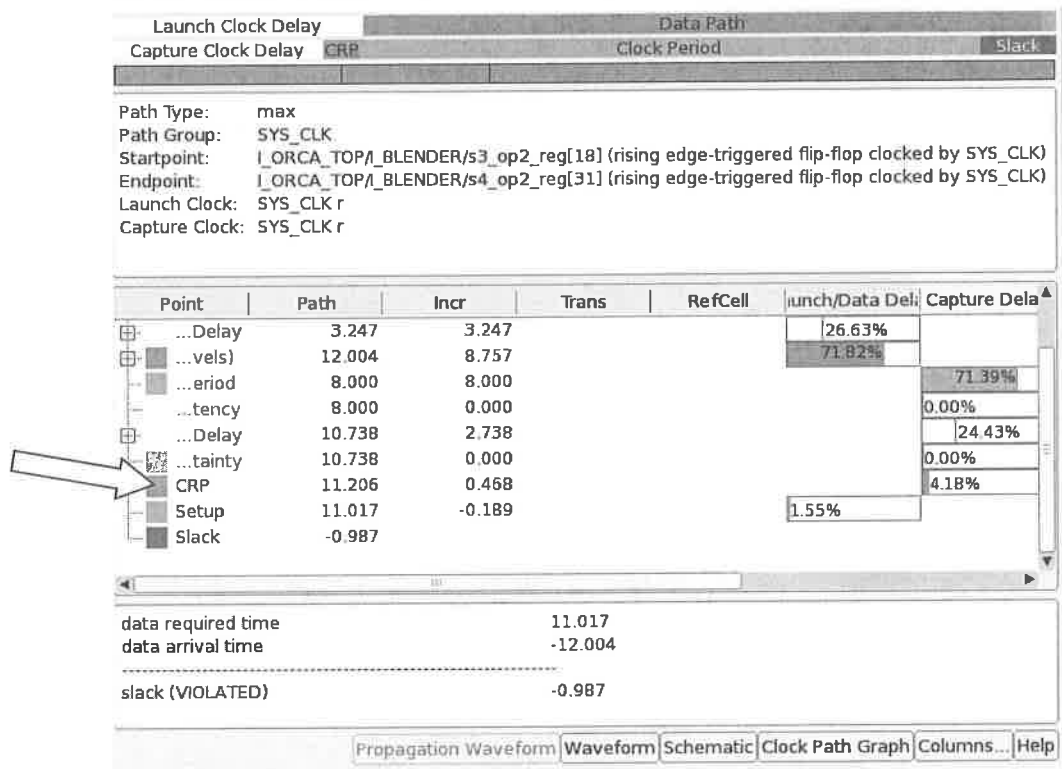 Launch Clock Delay Data Path
Capture Clock Delay CRP Clock Period Slack
Path Type: max
Path Group: SYS_CLK
Startpoint: I_ORCA_TOP/I_BLENDER/s3_op2_reg[18] (rising edge-triggered flip-flop clocked by SYS_CLK)
Endpoint: I_ORCA_TOP/I_BLENDER/s4_op2_reg[31] (rising edge-triggered flip-flop clocked by SYS_CLK)
Launch Clock: SYS_CLK r
Capture Clock: SYS_CLK r
Point Path Incr Trans RefCell unch/Data Dela Capture Dela
...Delay 3.247 3.247 26.63%
...vels) 12.004 8.757 71.82%
...eriod 8.000 8.000 71.39%
...tency 8.000 0.000 0.00%
...Delay 10.738 2.738 24.43%
...tainty 10.738 0.000 0.00%
CRP 11.206 0.468 4.18%
Setup 11.017 -0.189 1.55%
Slack -0.987
data required time 11.017
data arrival time -12.004
--------------------------------------------------
slack (VIOLATED) -0.987
Propagation Waveform Waveform Schematic Clock Path Graph Columns... Help